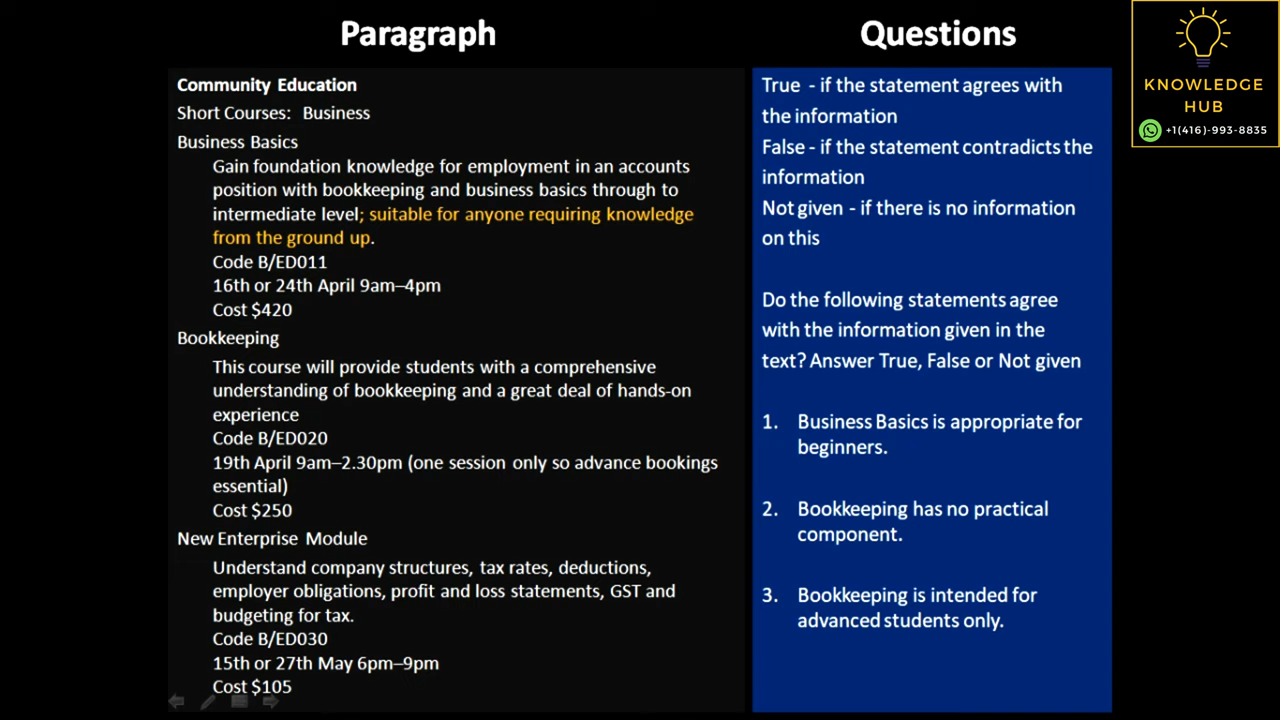 Paragraph
Community Education
Short Courses: Business
Business Basics
Gain foundation knowledge for employment in an accounts
position with bookkeeping and business basics through to
intermediate level; suitable for anyone requiring knowledge
from the ground up.
Code B/ED011
16th or 24th April 9am–4pm
Cost $420
Bookkeeping
This course will provide students with a comprehensive
understanding of bookkeeping and a great deal of hands-on
experience
Code B/ED020
19th April 9am–2.30pm (one session only so advance bookings
essential)
Cost $250
New Enterprise Module
Understand company structures, tax rates, deductions,
employer obligations, profit and loss statements, GST and
budgeting for tax.
Code B/ED030
15th or 27th May 6pm–9pm
Cost $105
Questions
True - if the statement agrees with
the information
False - if the statement contradicts the
information
Not given - if there is no information
on this
Do the following statements agree
with the information given in the
text? Answer True, False or Not given
1. Business Basics is appropriate for
beginners.
2. Bookkeeping has no practical
component.
3. Bookkeeping is intended for
advanced students only.
KNOWLEDGE
HUB
+1(416)-993-8835